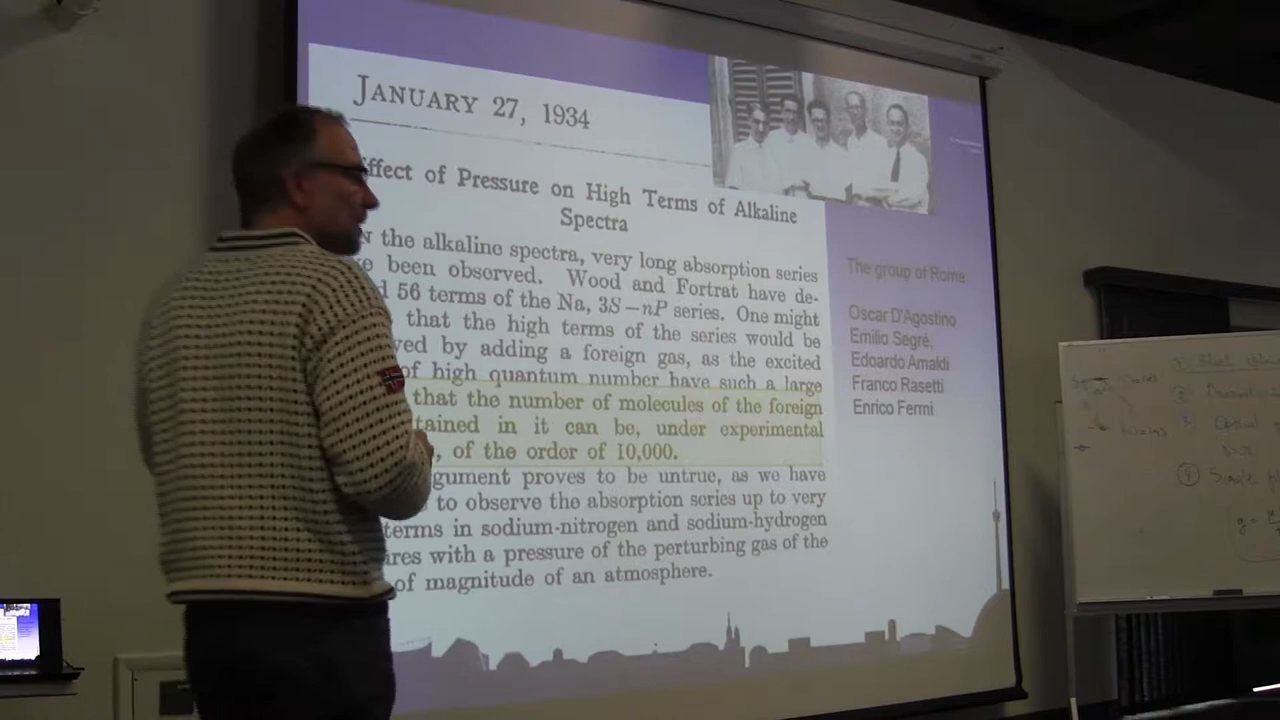 JANUARY 27, 1934
ffect of Pressure on High Terms of Alkaline
Spectra
the alkaline spectra, very long absorption series
e been observed. Wood and Fortrat have de-
56 terms of the Na, 3S—nP series. One might
that the high terms of the series would be
ved by adding a foreign gas, as the excited
of high quantum number have such a large
that the number of molecules of the foreign
tained in it can be, under experimental
, of the order of 10,000.
gument proves to be untrue, as we have
to observe the absorption series up to very
terms in sodium-nitrogen and sodium-hydrogen
res with a pressure of the perturbing gas of the
of magnitude of an atmosphere.
The group of Rome
Oscar D'Agostino
Emilio Segrè,
Edoardo Amaldi
Franco Rasetti
Enrico Fermi